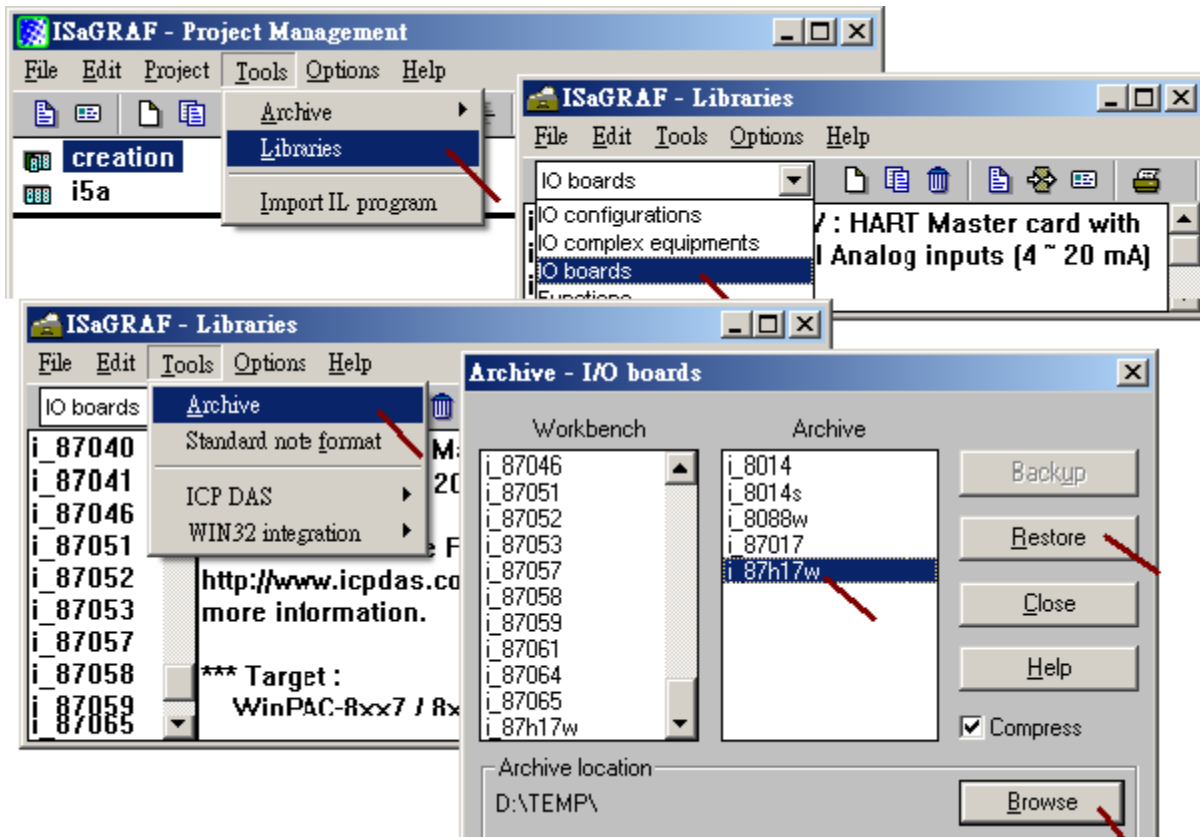 ISaGRAF - Project Management
File Edit Project Tools Options Help
Archive
Libraries
Import IL program
creation
i5a
ISaGRAF - Libraries
File Edit Tools Options Help
IO boards
IO configurations
IO complex equipments
IO boards
Functions
: HART Master card with
Analog inputs (4 ~ 20 mA)
ISaGRAF - Libraries
File Edit Tools Options Help
IO boards
Archive
Standard note format
ICP DAS
WIN32 integration
i_87040
i_87041
i_87046
i_87051
i_87052
i_87053
i_87057
i_87058
i_87059
i_87065
http://www.icpdas.co
more information.
*** Target :
WinPAC-8xx7 / 8x
Archive - I/O boards
Workbench
i_87046
i_87051
i_87052
i_87053
i_87057
i_87058
i_87059
i_87061
i_87064
i_87065
i_87h17w
Archive
i_8014
i_8014s
i_8088w
i_87017
i_87h17w
Backup
Restore
Close
Help
Compress
Archive location
D:\TEMP\
Browse